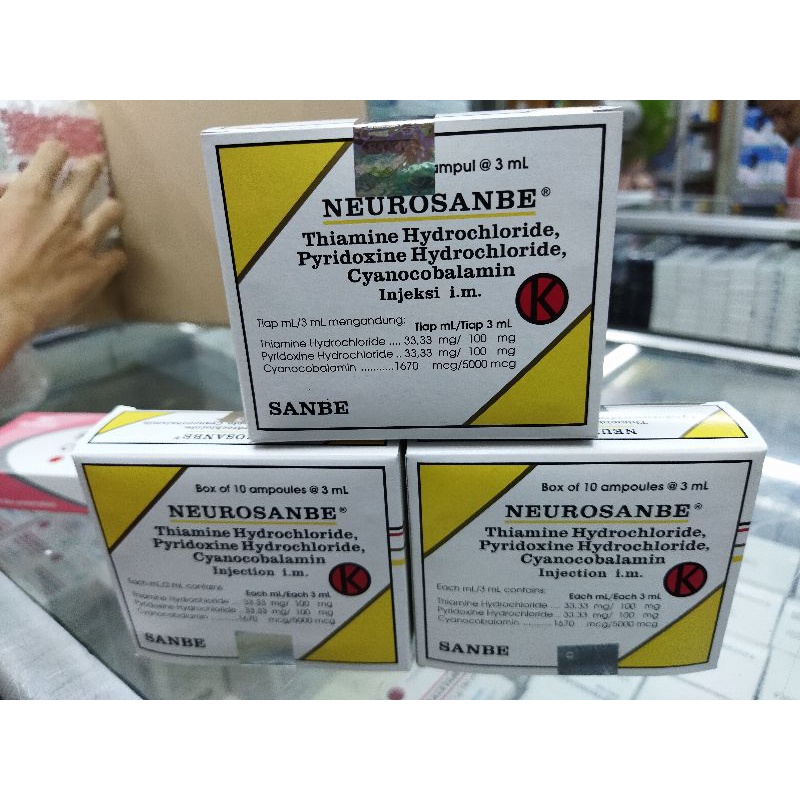 ampul @ 3 mL
NEUROSANBE®
Thiamine Hydrochloride,
Pyridoxine Hydrochloride,
Cyanocobalamin
Injeksi i.m.
K
Tiap mL/3 mL mengandung: Tiap mL/Tiap 3 mL
Thiamine Hydrochloride .... 33,33 mg/ 100 mg
Pyridoxine Hydrochloride .. 33,33 mg/ 100 mg
Cyanocobalamin ..........1670 mcg/5000 mcg
SANBE
NEUROSANBE®
Box of 10 ampoules @ 3 mL
NEUROSANBE®
Thiamine Hydrochloride,
Pyridoxine Hydrochloride,
Cyanocobalamin
Injection i.m.
K
Each mL/3 mL contains
Each mL/Each 3 mL
Thiamine Hydrochloride ... 33.33 mg/ 100 mg
Pyridoxine Hydrochloride .. 33.33 mg/ 100 mg
Cyanocobalamin .......... 1670 mcg/5000 mcg
SANBE
Box of 10 ampoules @ 3 mL
NEUROSANBE®
Thiamine Hydrochloride,
Pyridoxine Hydrochloride,
Cyanocobalamin
Injection i.m.
K
Each mL/3 mL contains:
Each mL/Each 3 mL
Thiamine Hydrochloride .... 33.33 mg/ 100 mg
Pyridoxine Hydrochloride .. 33.33 mg/ 100 mg
Cyanocobalamin .......... 1670 mcg/5000 mcg
SANBE